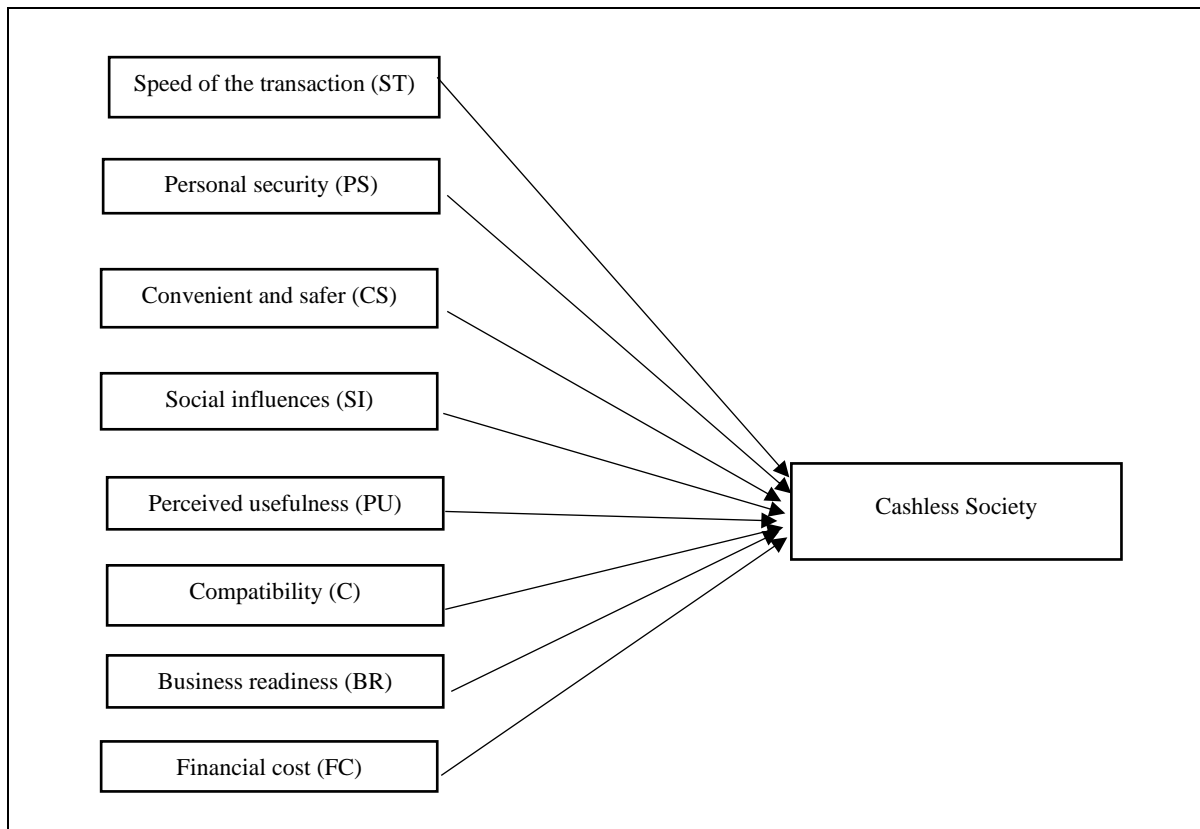 Speed of the transaction (ST)
Personal security (PS)
Convenient and safer (CS)
Social influences (SI)
Perceived usefulness (PU)
Cashless Society
Compatibility (C)
Business readiness (BR)
Financial cost (FC)